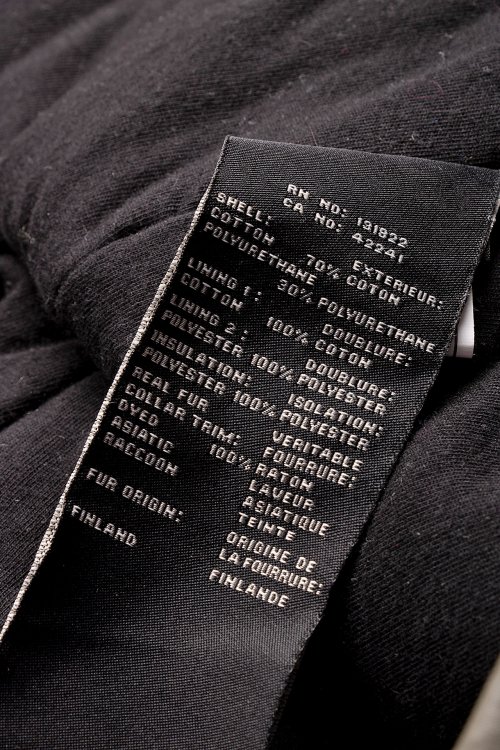 RN NO: 131822
CA NO: 42241
SHELL: EXTERIEUR:
COTTON 70% COTON
POLYURETHANE 30% POLYURETHANE
LINING 1: DOUBLURE:
COTTON 100% COTON
LINING 2: DOUBLURE:
POLYESTER 100% POLYESTER
INSULATION: ISOLATION:
POLYESTER 100% POLYESTER
REAL FUR VERITABLE
COLLAR TRIM: FOURRURE:
DYED 100% RATON
ASIATIC LAVEUR
RACCOON ASIATIQUE
TEINTE
FUR ORIGIN: ORIGINE DE
LA FOURRURE:
FINLAND FINLANDE